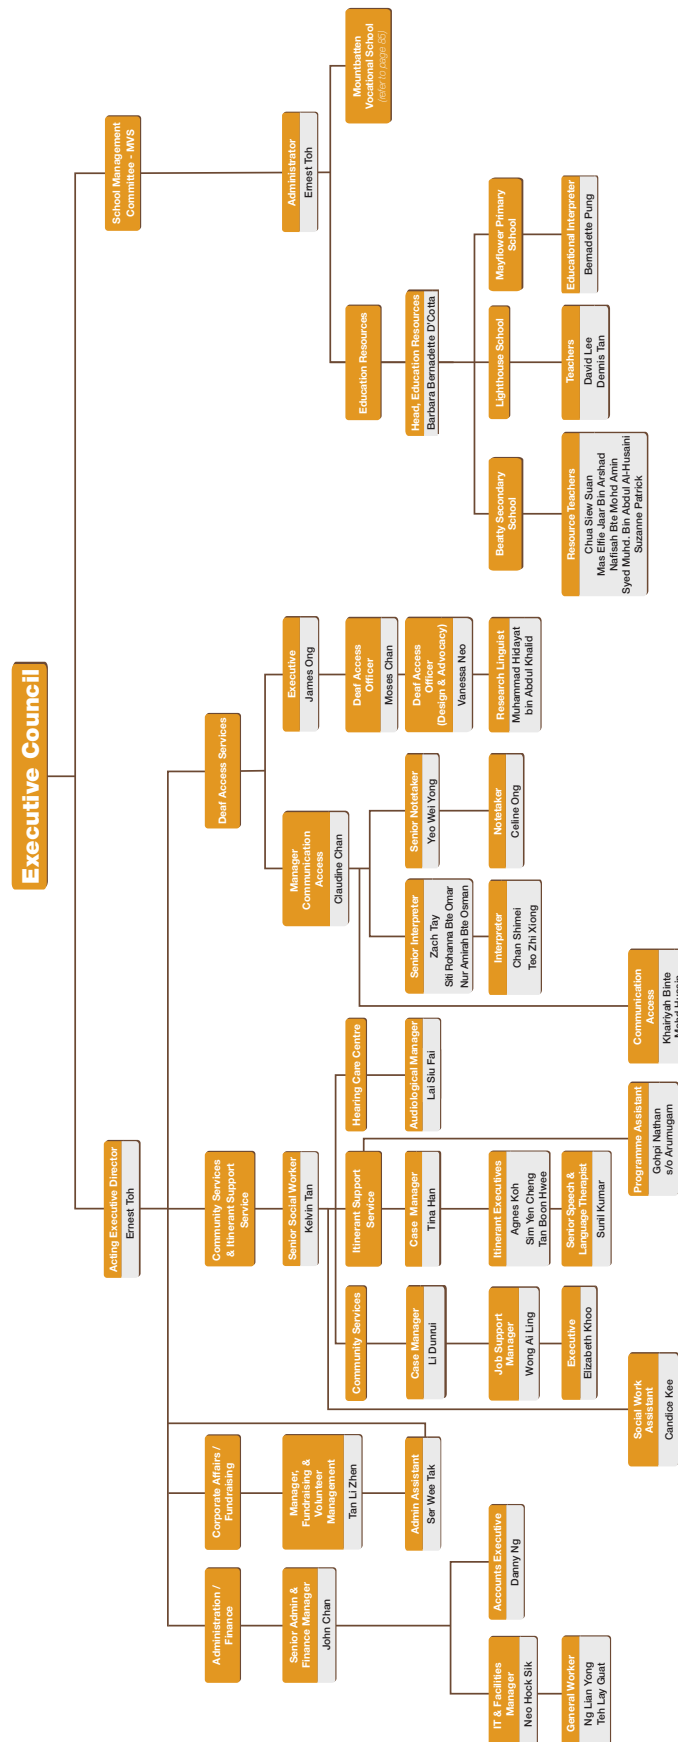 Executive Council
Acting Executive Director
Ernest Toh
School Management
Committee - MVS
Administration /
Finance
Corporate Affairs /
Fundraising
Community Services
& Itinerant Support
Service
Deaf Access Services
Senior Admin &
Finance Manager
John Chan
Manager,
Fundraising &
Volunteer
Management
Tan Li Zhen
Senior Social Worker
Kelvin Tan
Manager
Communication
Access
Claudine Chan
Executive
James Ong
Administrator
Ernest Toh
Community Services
Itinerant Support
Service
Hearing Care Centre
Deaf Access
Officer
Moses Chan
Education Resources
Mountbatten
Vocational School
(refer to page 85)
Admin Assistant
Ser Wee Tak
Case Manager
Li Dunrui
Case Manager
Tina Han
Audiological Manager
Lai Siu Fai
Senior Interpreter
Zach Tay
Siti Rohanna Bte Omar
Nur Amirah Bte Osman
Senior Notetaker
Yeo Wei Yong
Deaf Access
Officer
(Design & Advocacy)
Vanessa Neo
Head, Education Resources
Barbara Bernadette D'Cotta
IT & Facilities
Manager
Neo Hock Sik
Accounts Executive
Danny Ng
Job Support
Manager
Wong Ai Ling
Itinerant Executives
Agnes Koh
Sim Yen Cheng
Tan Boon Hwee
Interpreter
Chan Shimei
Teo Zhi Xiong
Notetaker
Celine Ong
Research Linguist
Muhammad Hidayat
bin Abdul Khalid
Beatty Secondary
School
Lighthouse School
Mayflower Primary
School
General Worker
Ng Lian Yong
Teh Lay Guat
Executive
Elizabeth Khoo
Senior Speech &
Language Therapist
Sunil Kumar
Resource Teachers
Chua Siew Suan
Mas Elfie Jaar Bin Arshad
Nafisah Bte Mohd Amin
Syed Muhd. Bin Abdul Al-Husaini
Suzanne Patrick
Teachers
David Lee
Dennis Tan
Educational Interpreter
Bernadette Pung
Social Work
Assistant
Candice Kee
Programme Assistant
Gohpi Nathan
s/o Arumugam
Communication
Access
Khairiyah Binte